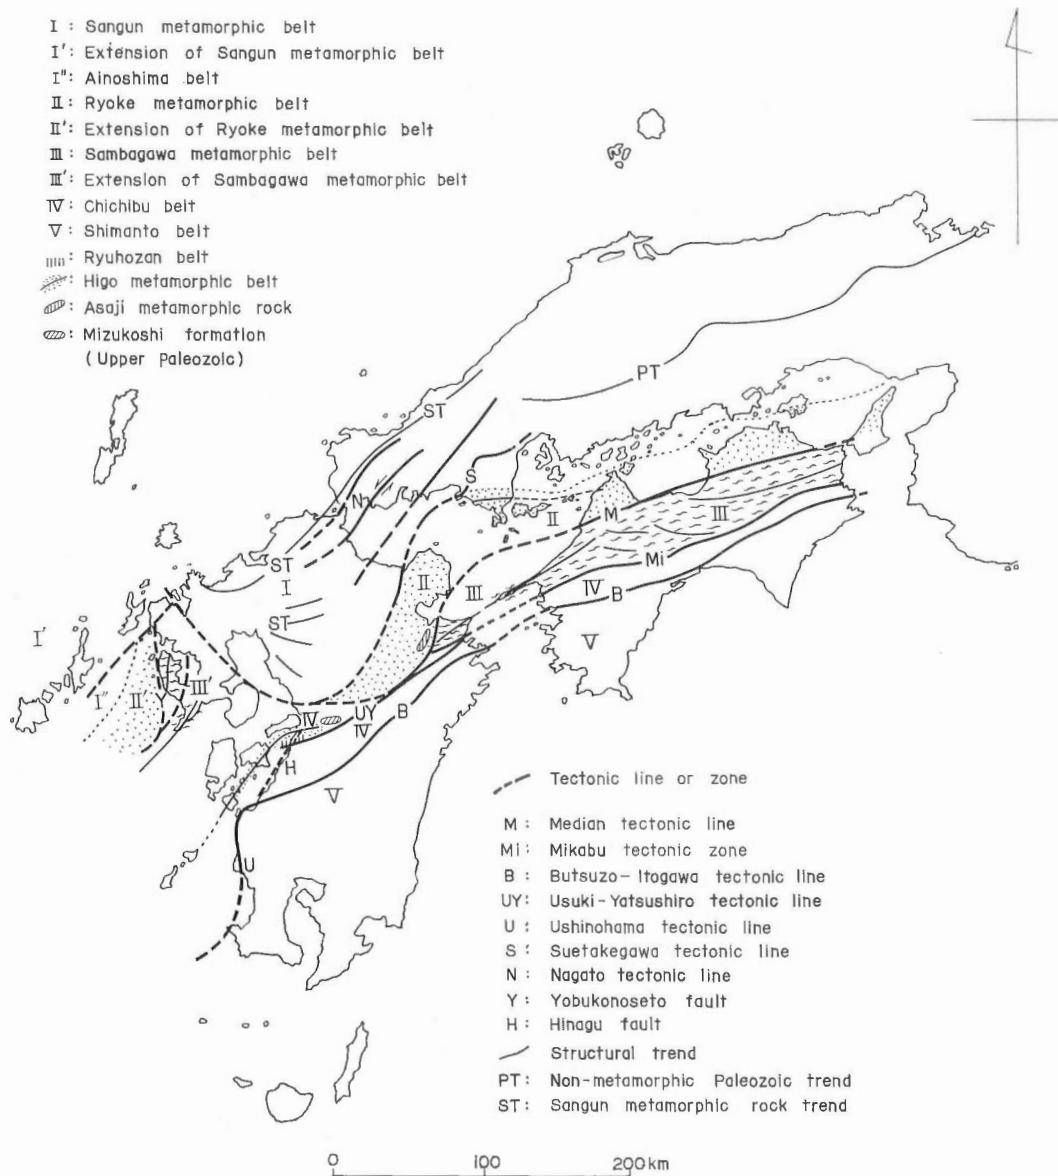 I : Sangun metamorphic belt
I': Extension of Sangun metamorphic belt
I": Ainoshima belt
II : Ryoke metamorphic belt
II': Extension of Ryoke metamorphic belt
III : Sambagawa metamorphic belt
III': Extension of Sambagawa metamorphic belt
IV : Chichibu belt
V : Shimanto belt
: Ryuhozan belt
: Higo metamorphic belt
: Asaji metamorphic rock
: Mizukoshi formation
(Upper Paleozoic)
PT
ST
S
N
II
M
III
ST
I
II
III
Mi
IV
B
ST
V
I'
III'
I"
II'
Y
IV
UY
IV
B
H
V
U
Tectonic line or zone
M : Median tectonic line
Mi : Mikabu tectonic zone
B : Butsuzo-Itogawa tectonic line
UY: Usuki-Yatsushiro tectonic line
U : Ushinohama tectonic line
S : Suetakegawa tectonic line
N : Nagato tectonic line
Y : Yobukonoseto fault
H : Hinagu fault
Structural trend
PT: Non-metamorphic Paleozoic trend
ST: Sangun metamorphic rock trend
0 100 200 km